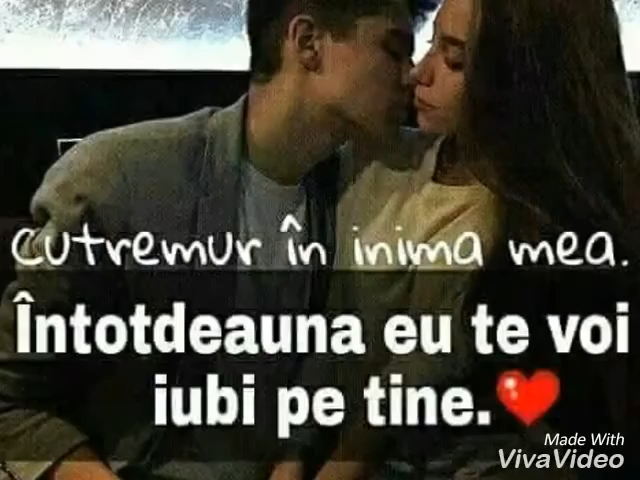 Cutremur în inima mea.
Întotdeauna eu te voi
iubi pe tine.❤
Made With
VivaVideo